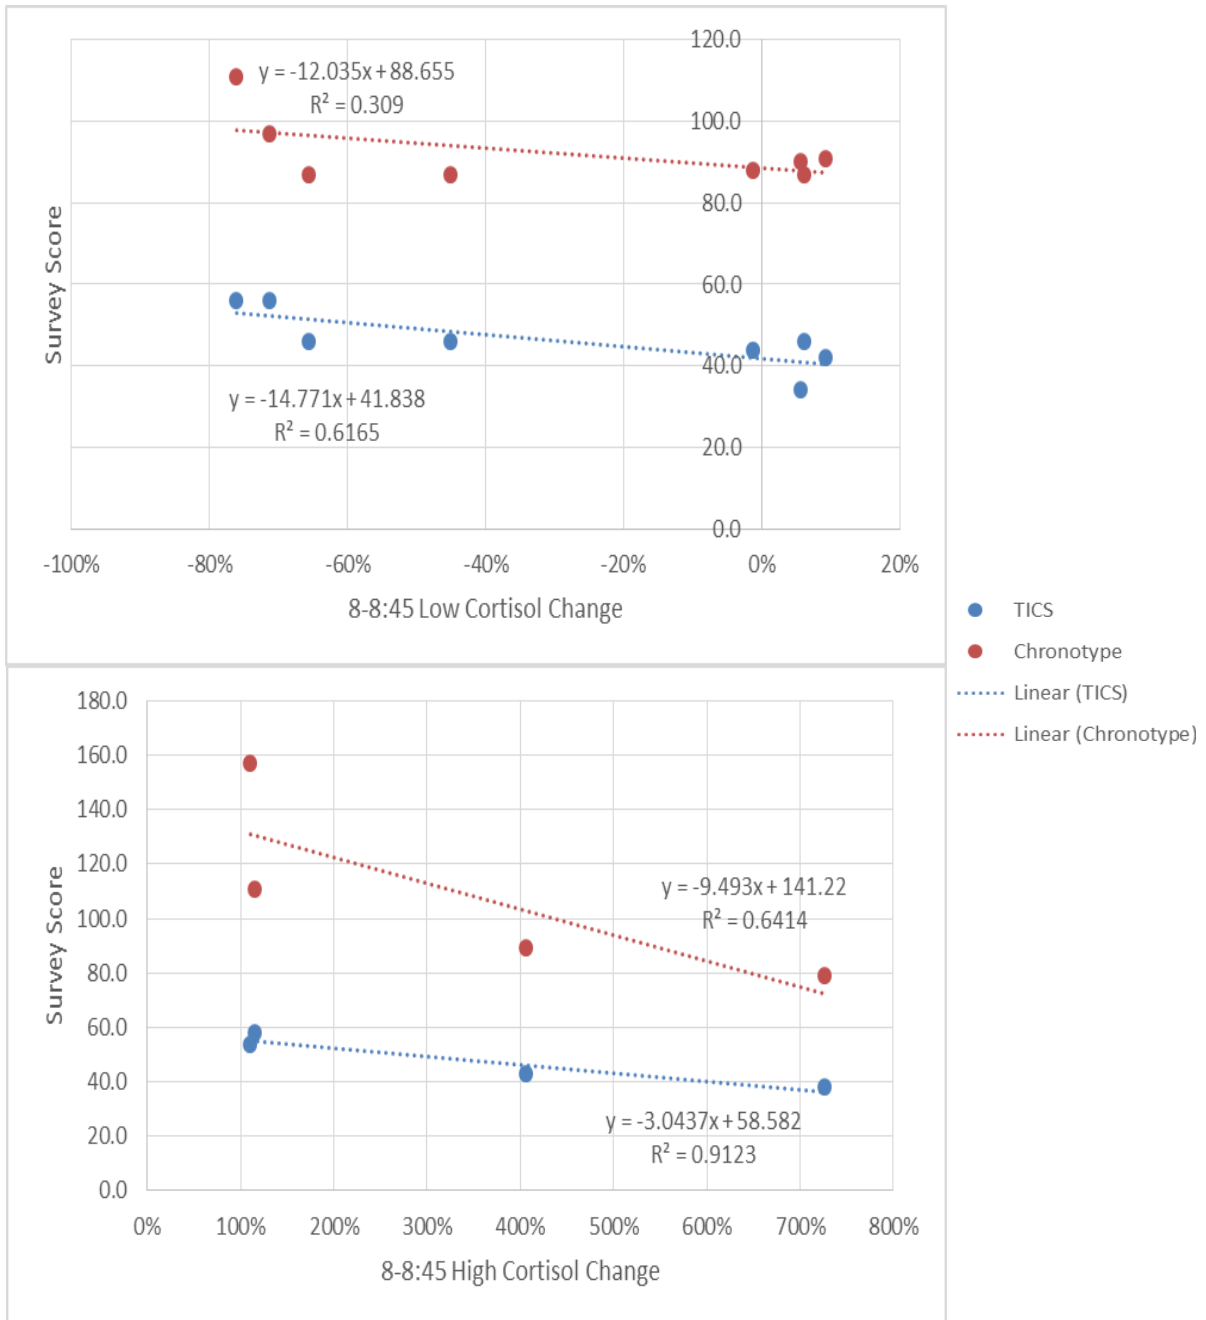 120.0
y = -12.035x + 88.655
R² = 0.309
100.0
80.0
Survey Score
60.0
40.0
y = -14.771x + 41.838
R² = 0.6165
20.0
0.0
-100% -80% -60% -40% -20% 0% 20%
8-8:45 Low Cortisol Change
TICS
Chronotype
Linear (TICS)
Linear (Chronotype)
180.0
160.0
140.0
120.0
y = -9.493x + 141.22
R² = 0.6414
100.0
Survey Score
80.0
60.0
40.0
y = -3.0437x + 58.582
R² = 0.9123
20.0
0.0
0% 100% 200% 300% 400% 500% 600% 700% 800%
8-8:45 High Cortisol Change